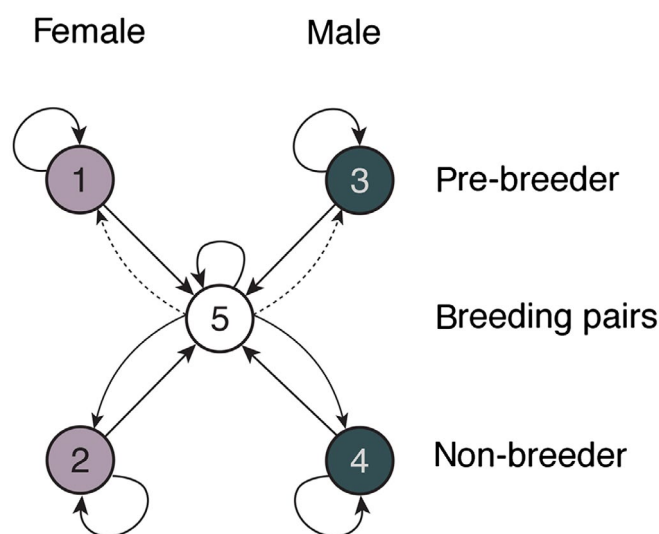 Female Male
1 3 Pre-breeder
5 Breeding pairs
2 4 Non-breeder